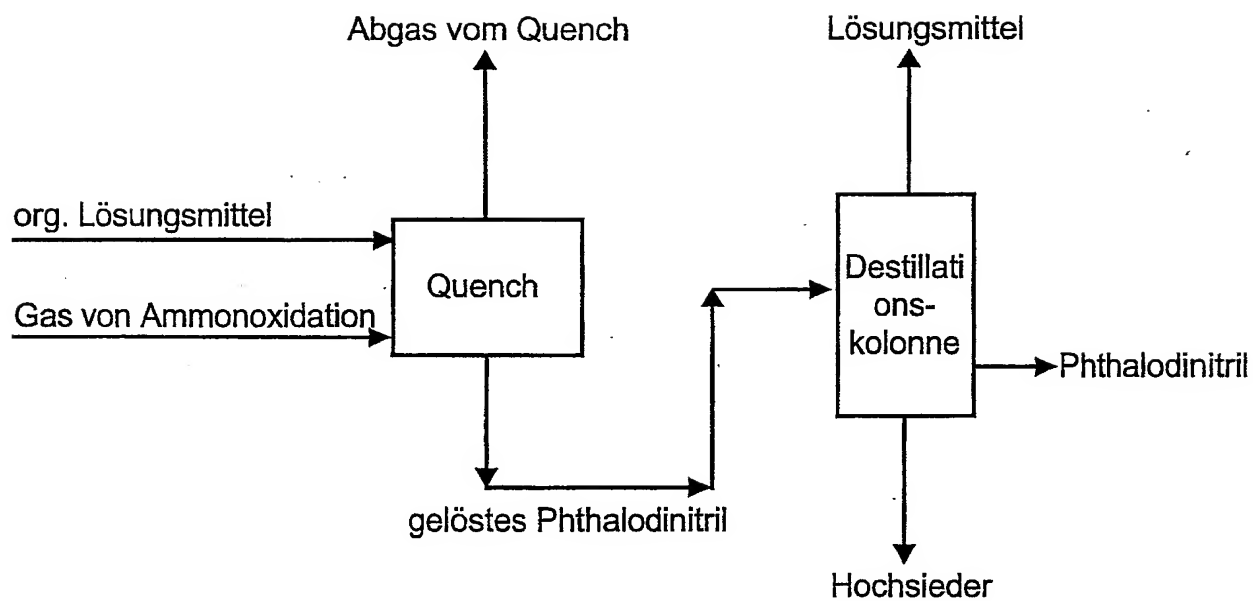 Abgas vom Quench
Lösungsmittel
org. Lösungsmittel
Quench
Gas von Ammonoxidation
Destillati
ons-
kolonne
Phthalodinitril
gelöstes Phthalodinitril
Hochsieder